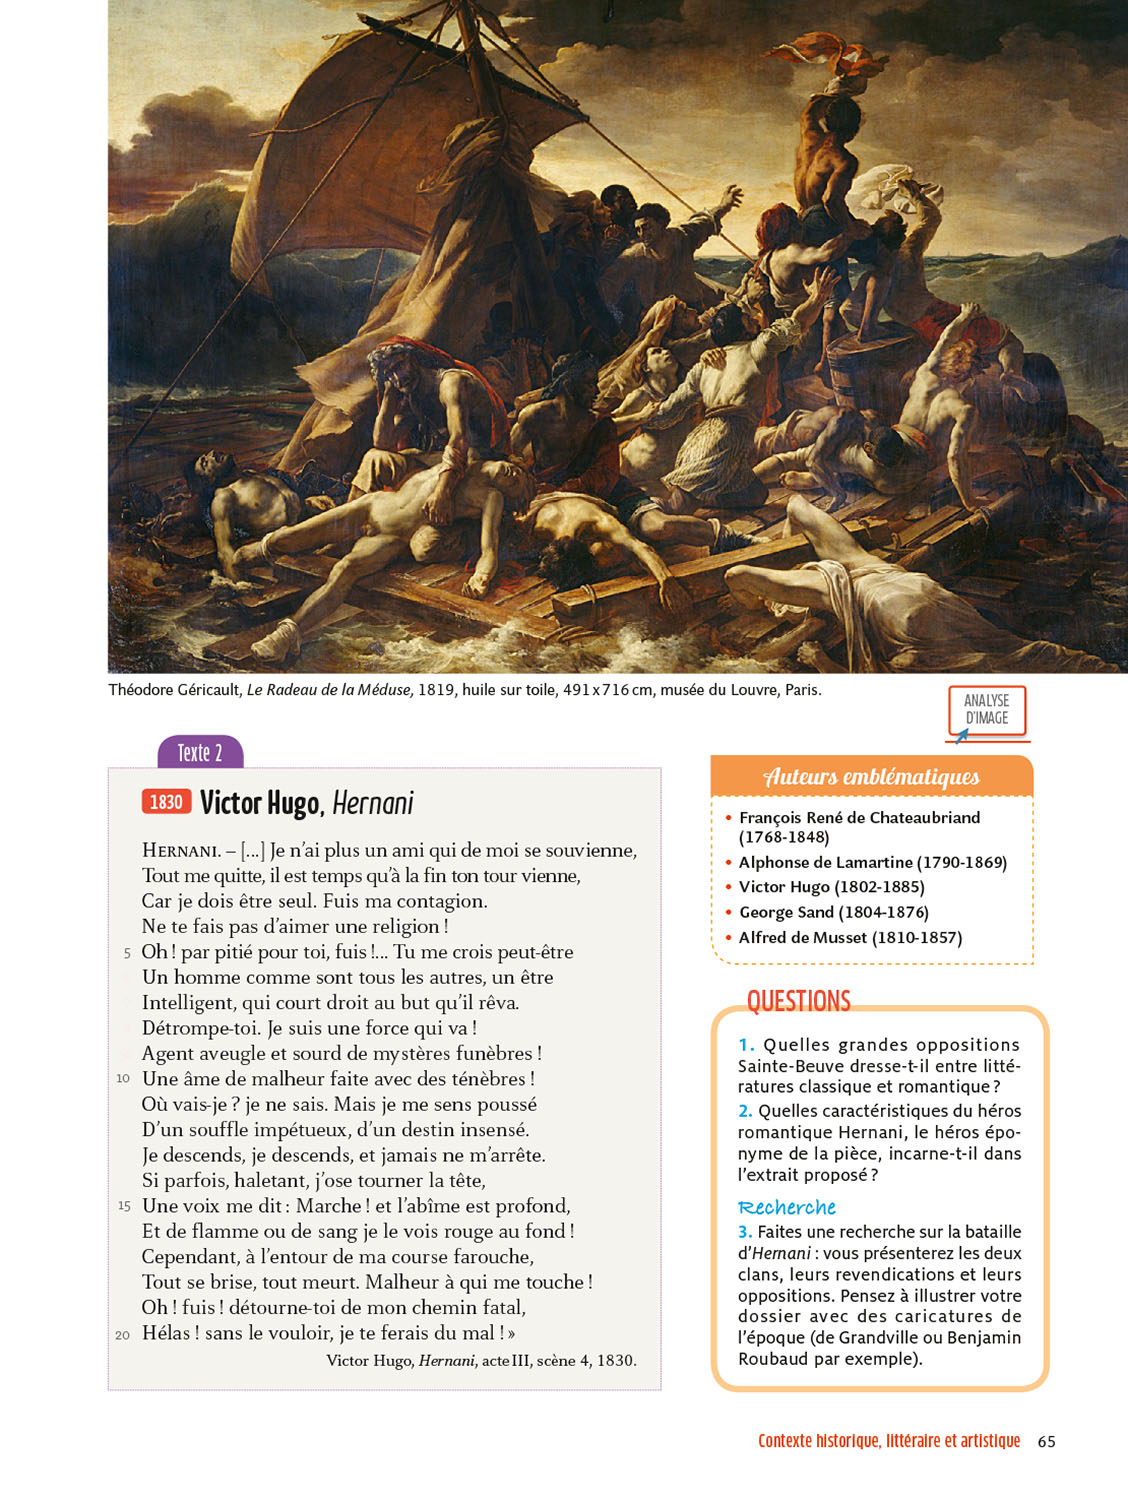 Théodore Géricault, Le Radeau de la Méduse, 1819, huile sur toile, 491 x 716 cm, musée du Louvre, Paris.
ANALYSE
D'IMAGE
Texte 2
1830 Victor Hugo, Hernani
HERNANI. – [...] Je n'ai plus un ami qui de moi se souvienne,
Tout me quitte, il est temps qu'à la fin ton tour vienne,
Car je dois être seul. Fuis ma contagion.
Ne te fais pas d'aimer une religion !
5 Oh ! par pitié pour toi, fuis !... Tu me crois peut-être
Un homme comme sont tous les autres, un être
Intelligent, qui court droit au but qu'il rêva.
Détrompe-toi. Je suis une force qui va !
Agent aveugle et sourd de mystères funèbres !
10 Une âme de malheur faite avec des ténèbres !
Où vais-je ? je ne sais. Mais je me sens poussé
D'un souffle impétueux, d'un destin insensé.
Je descends, je descends, et jamais ne m'arrête.
Si parfois, haletant, j'ose tourner la tête,
15 Une voix me dit : Marche ! et l'abîme est profond,
Et de flamme ou de sang je le vois rouge au fond !
Cependant, à l'entour de ma course farouche,
Tout se brise, tout meurt. Malheur à qui me touche !
Oh ! fuis ! détourne-toi de mon chemin fatal,
20 Hélas ! sans le vouloir, je te ferais du mal ! »
Victor Hugo, Hernani, acte III, scène 4, 1830.
Auteurs emblématiques
• François René de Chateaubriand
(1768-1848)
• Alphonse de Lamartine (1790-1869)
• Victor Hugo (1802-1885)
• George Sand (1804-1876)
• Alfred de Musset (1810-1857)
QUESTIONS
1. Quelles grandes oppositions
Sainte-Beuve dresse-t-il entre litté-
ratures classique et romantique ?
2. Quelles caractéristiques du héros
romantique Hernani, le héros épo-
nyme de la pièce, incarne-t-il dans
l'extrait proposé ?
Recherche
3. Faites une recherche sur la bataille
d'Hernani : vous présenterez les deux
clans, leurs revendications et leurs
oppositions. Pensez à illustrer votre
dossier avec des caricatures de
l'époque (de Grandville ou Benjamin
Roubaud par exemple).
Contexte historique, littéraire et artistique 65